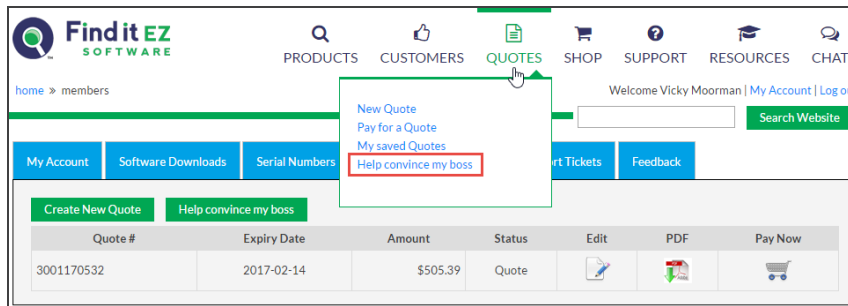 Find it EZ
SOFTWARE
PRODUCTS CUSTOMERS QUOTES SHOP SUPPORT RESOURCES CHAT
home » members
Welcome Vicky Moorman | My Account | Log
New Quote
Pay for a Quote
My saved Quotes
Help convince my boss
Search Website
My Account Software Downloads Serial Numbers Tickets Feedback
Create New Quote Help convince my boss
Quote # Expiry Date Amount Status Edit PDF Pay Now
3001170532 2017-02-14 $505.39 Quote